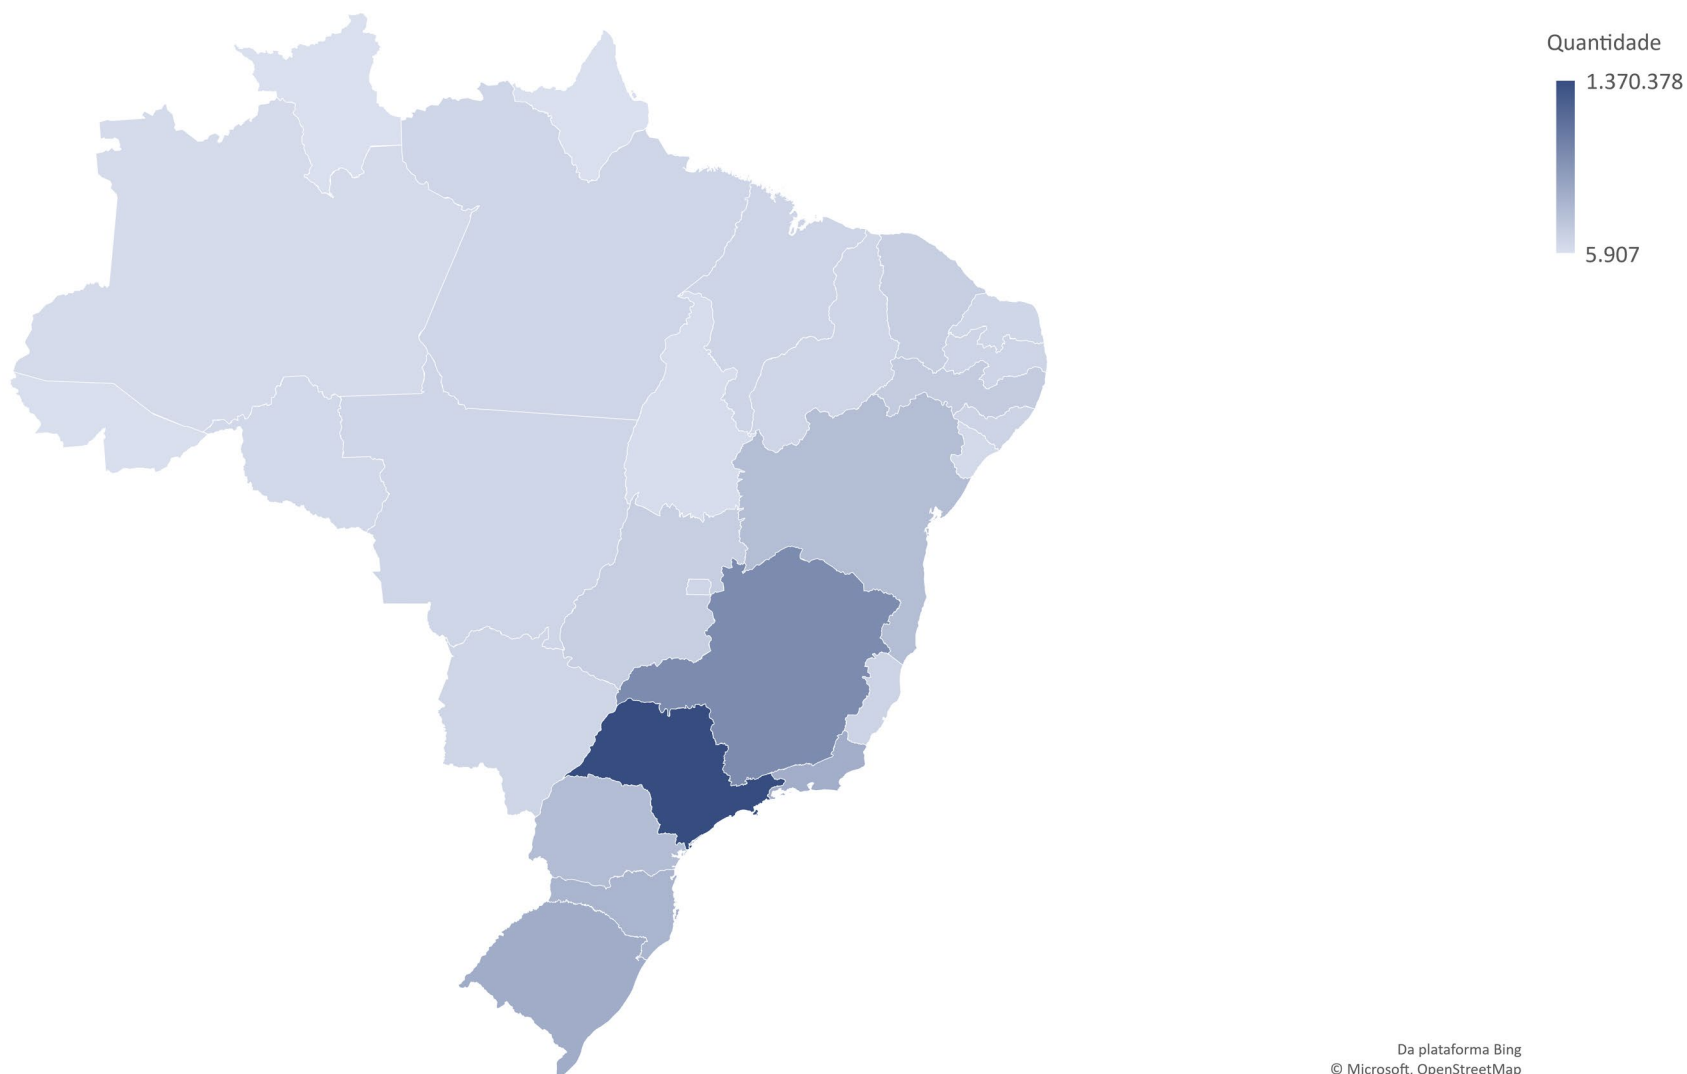 Quantidade
1.370.378
5.907
Da plataforma Bing
© Microsoft, OpenStreetMap